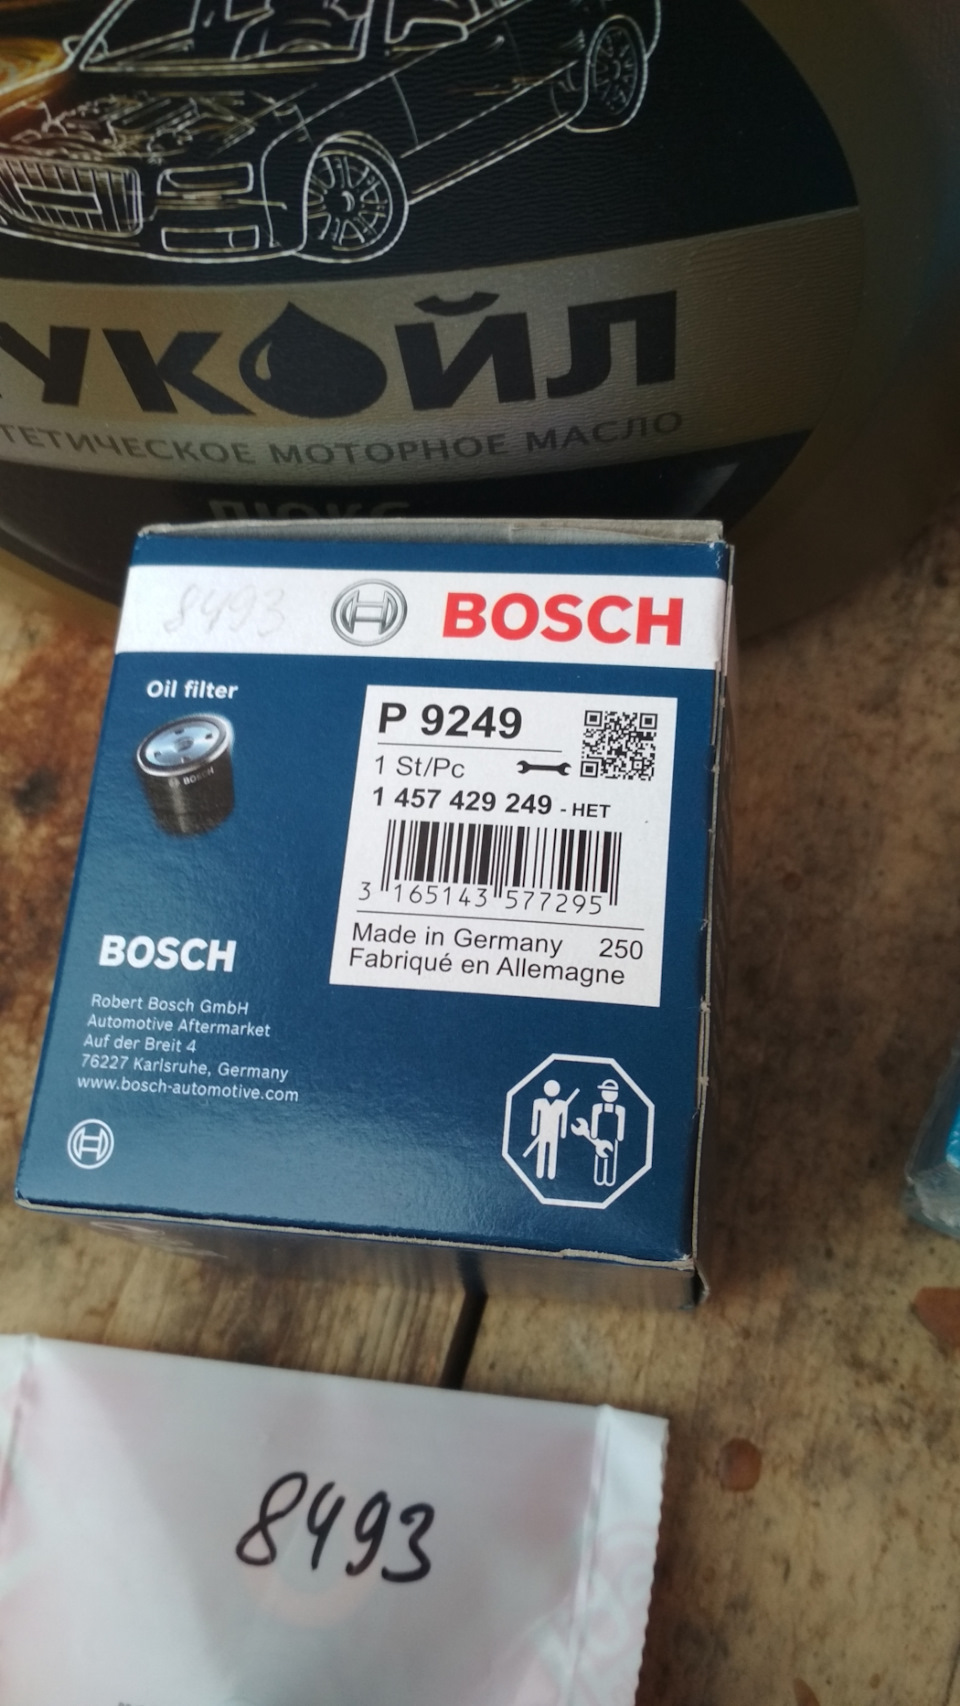 УКОЙЛ
ТЕТИЧЕСКОЕ МОТОРНОЕ МАСЛО
ЛЮКС
8493
BOSCH
Oil filter
BOSCH
P 9249
1 St/Pc
1 457 429 249 - HET
3 165143 577295
Made in Germany 250
Fabriqué en Allemagne
BOSCH
Robert Bosch GmbH
Automotive Aftermarket
Auf der Breit 4
76227 Karlsruhe, Germany
www.bosch-automotive.com
8493